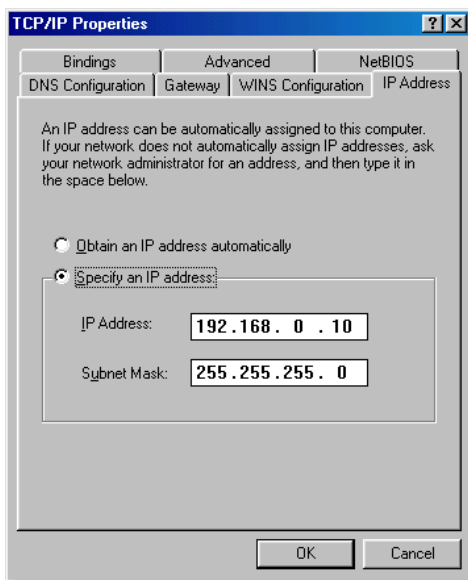 TCP/IP Properties
Bindings Advanced NetBIOS
DNS Configuration Gateway WINS Configuration IP Address
An IP address can be automatically assigned to this computer.
If your network does not automatically assign IP addresses, ask
your network administrator for an address, and then type it in
the space below.
Obtain an IP address automatically
Specify an IP address:
IP Address: 192.168. 0 .10
Subnet Mask: 255.255.255. 0
OK Cancel